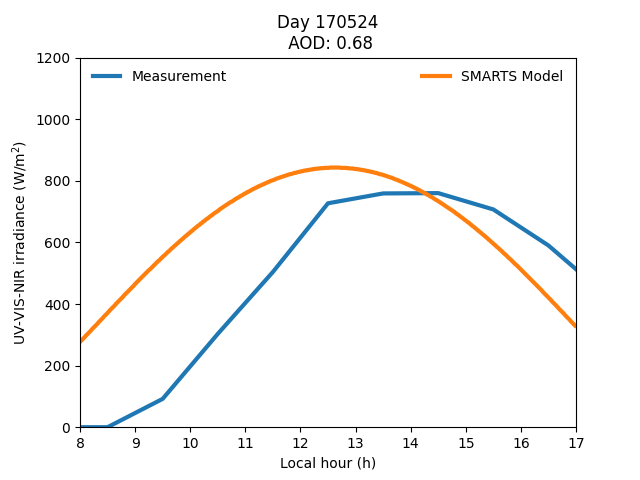 Day 170524
AOD: 0.68
Measurement
SMARTS Model
UV-VIS-NIR irradiance (W/m²)
1200
1000
800
600
400
200
0
8 9 10 11 12 13 14 15 16 17
Local hour (h)